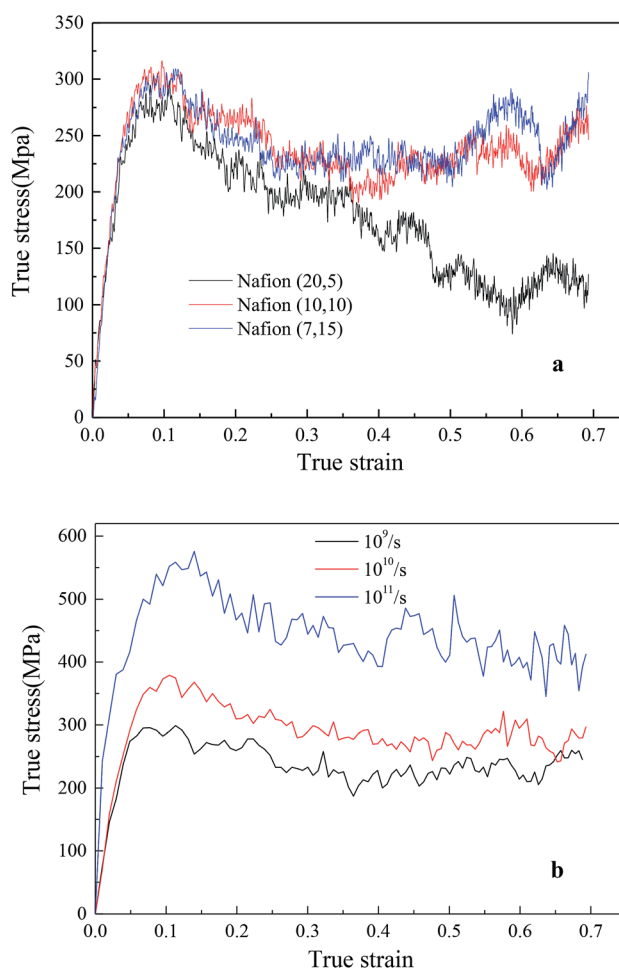 350
300
250
200
150
100
50
0
True stress(Mpa)
Nafion (20,5)
Nafion (10,10)
Nafion (7,15)
a
0.0 0.1 0.2 0.3 0.4 0.5 0.6 0.7
True strain
600
500
400
300
200
100
0
True stress(MPa)
10⁹/s
10¹⁰/s
10¹¹/s
b
0.0 0.1 0.2 0.3 0.4 0.5 0.6 0.7
True strain